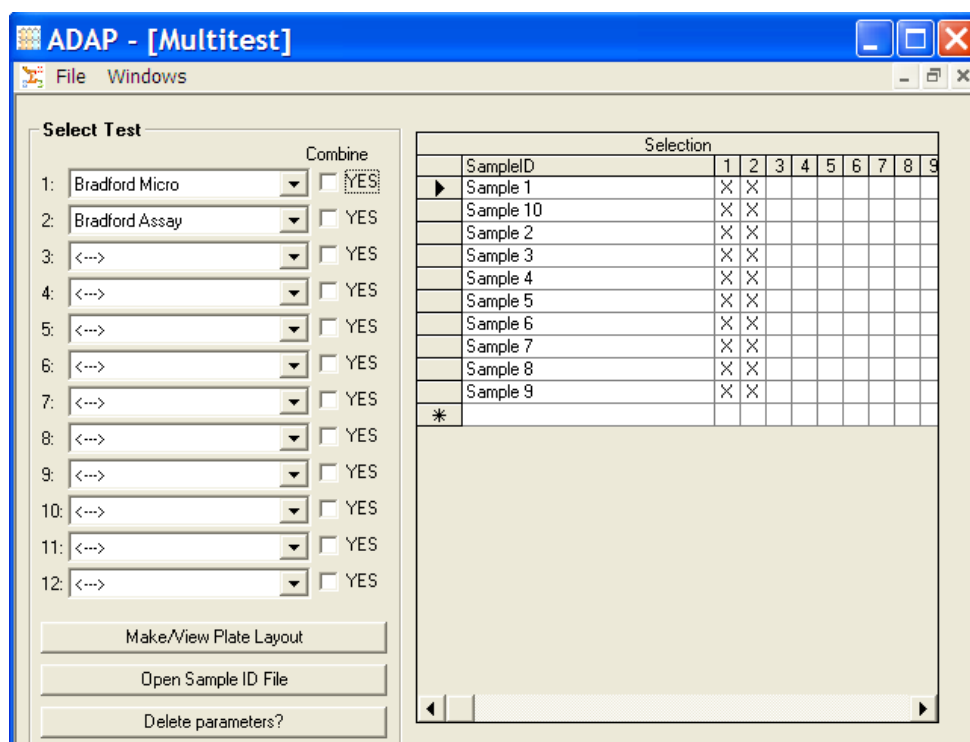 ADAP - [Multitest]
File Windows
Select Test
Combine
1: Bradford Micro YES
2: Bradford Assay YES
3: <---> YES
4: <---> YES
5: <---> YES
6: <---> YES
7: <---> YES
8: <---> YES
9: <---> YES
10: <---> YES
11: <---> YES
12: <---> YES
Make/View Plate Layout
Open Sample ID File
Delete parameters?
Selection
SampleID 1 2 3 4 5 6 7 8 9
Sample 1 X X
Sample 10 X X
Sample 2 X X
Sample 3 X X
Sample 4 X X
Sample 5 X X
Sample 6 X X
Sample 7 X X
Sample 8 X X
Sample 9 X X
*